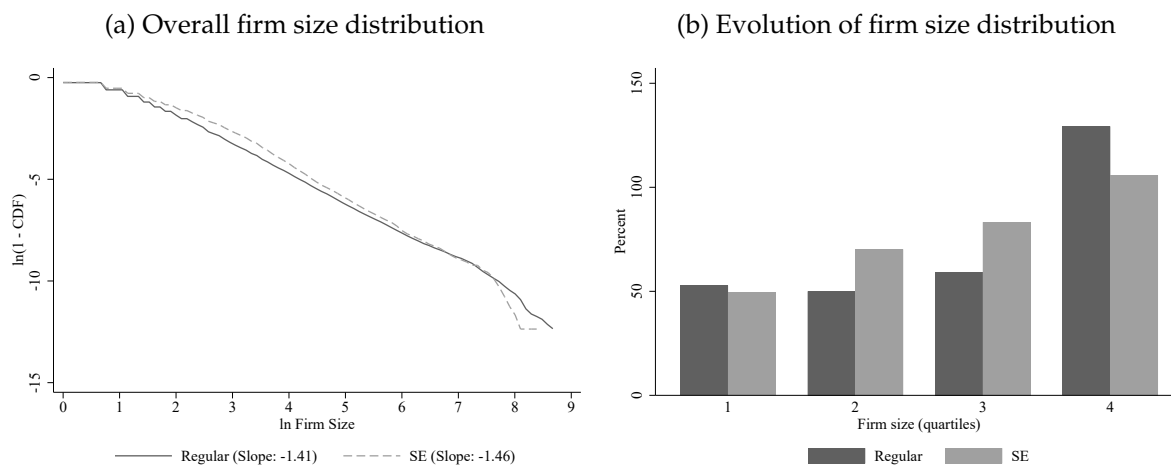 (a) Overall firm size distribution
0
-5
-10
-15
ln(1 - CDF)
0 1 2 3 4 5 6 7 8 9
ln Firm Size
Regular (Slope: -1.41) SE (Slope: -1.46)
(b) Evolution of firm size distribution
150
100
50
0
Percent
1 2 3 4
Firm size (quartiles)
Regular SE